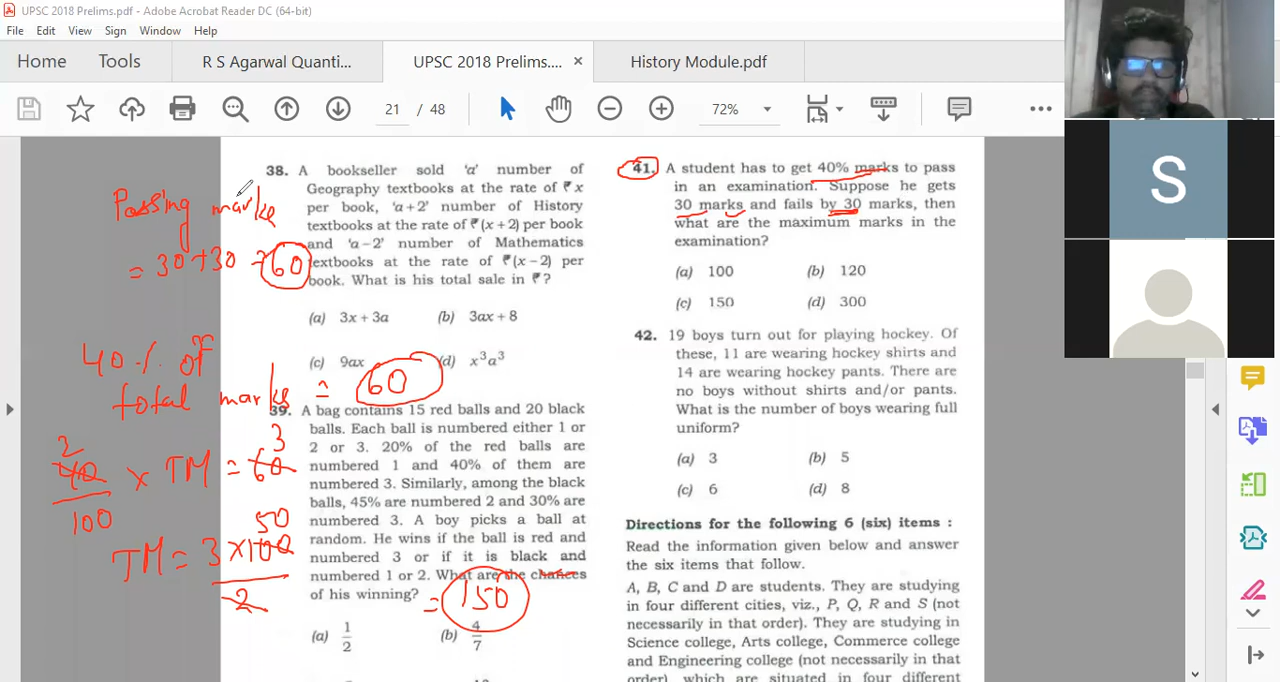 UPSC 2018 Prelims.pdf - Adobe Acrobat Reader DC (64-bit)
File Edit View Sign Window Help
Home Tools R S Agarwal Quanti... UPSC 2018 Prelims.... × History Module.pdf
21 / 48 72%
Passing marks
= 30 + 30 = 60
40 % of
total marks = 60
2 3
40 × TM = 60
100
50
TM = 3 × 100
2
= 150
38. A bookseller sold ‘a’ number of
Geography textbooks at the rate of ₹ x
per book, ‘a + 2’ number of History
textbooks at the rate of ₹ (x + 2) per book
and ‘a – 2’ number of Mathematics
textbooks at the rate of ₹ (x – 2) per
book. What is his total sale in ₹ ?
(a) 3x + 3a (b) 3ax + 8
(c) 9ax (d) x³a³
39. A bag contains 15 red balls and 20 black
balls. Each ball is numbered either 1 or
2 or 3. 20% of the red balls are
numbered 1 and 40% of them are
numbered 3. Similarly, among the black
balls, 45% are numbered 2 and 30% are
numbered 3. A boy picks a ball at
random. He wins if the ball is red and
numbered 3 or if it is black and
numbered 1 or 2. What are the chances
of his winning?
(a) 1/2 (b) 4/7
41. A student has to get 40% marks to pass
in an examination. Suppose he gets
30 marks and fails by 30 marks, then
what are the maximum marks in the
examination?
(a) 100 (b) 120
(c) 150 (d) 300
42. 19 boys turn out for playing hockey. Of
these, 11 are wearing hockey shirts and
14 are wearing hockey pants. There are
no boys without shirts and/or pants.
What is the number of boys wearing full
uniform?
(a) 3 (b) 5
(c) 6 (d) 8
Directions for the following 6 (six) items :
Read the information given below and answer
the six items that follow.
A, B, C and D are students. They are studying
in four different cities, viz., P, Q, R and S (not
necessarily in that order). They are studying in
Science college, Arts college, Commerce college
and Engineering college (not necessarily in that
order), which are situated in four different
S